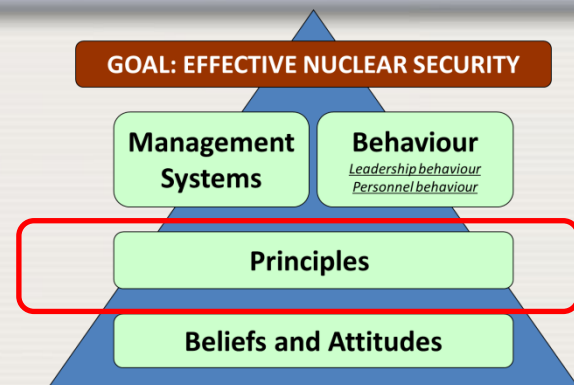 GOAL: EFFECTIVE NUCLEAR SECURITY
Management
Systems
Behaviour
Leadership behaviour
Personnel behaviour
Principles
Beliefs and Attitudes